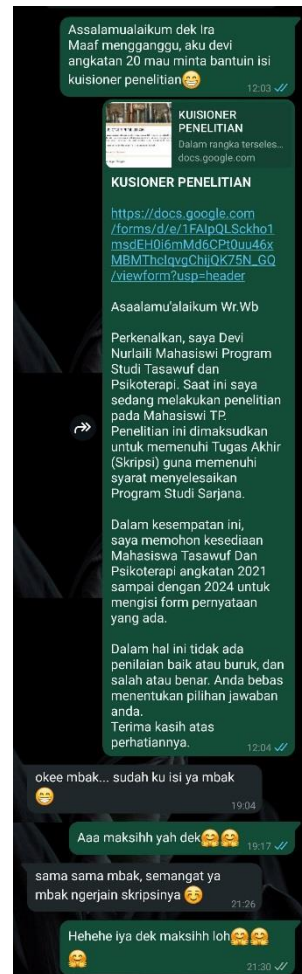 Assalamualaikum dek Ira
Maaf mengganggu, aku devi
angkatan 20 mau minta bantuin isi
kuisioner penelitian😁
12:03
KUISIONER
PENELITIAN
Dalam rangka terseles...
docs.google.com
KUSIONER PENELITIAN
https://docs.google.com
/forms/d/e/1FAIpQLSckho1
msdEH0i6mMd6CPt0uu46x
MBMThclqvgChijQK75N_GQ
/viewform?usp=header
Asaalamu'alaikum Wr.Wb
Perkenalkan, saya Devi
Nurlaili Mahasiswi Program
Studi Tasawuf dan
Psikoterapi. Saat ini saya
sedang melakukan penelitian
pada Mahasiswi TP.
Penelitian ini dimaksudkan
untuk memenuhi Tugas Akhir
(Skripsi) guna memenuhi
syarat menyelesaikan
Program Studi Sarjana.
Dalam kesempatan ini,
saya memohon kesediaan
Mahasiswa Tasawuf Dan
Psikoterapi angkatan 2021
sampai dengan 2024 untuk
mengisi form pernyataan
yang ada.
Dalam hal ini tidak ada
penilaian baik atau buruk, dan
salah atau benar. Anda bebas
menentukan pilihan jawaban
anda.
Terima kasih atas
perhatiannya.
12:04
okee mbak... sudah ku isi ya mbak
😁
19:04
Aaa maksihh yah dek🤗🤗
19:17
sama sama mbak, semangat ya
mbak ngerjain skripsinya☺️
21:26
Hehehe iya dek maksihh loh🤗🤗
🤗
21:30